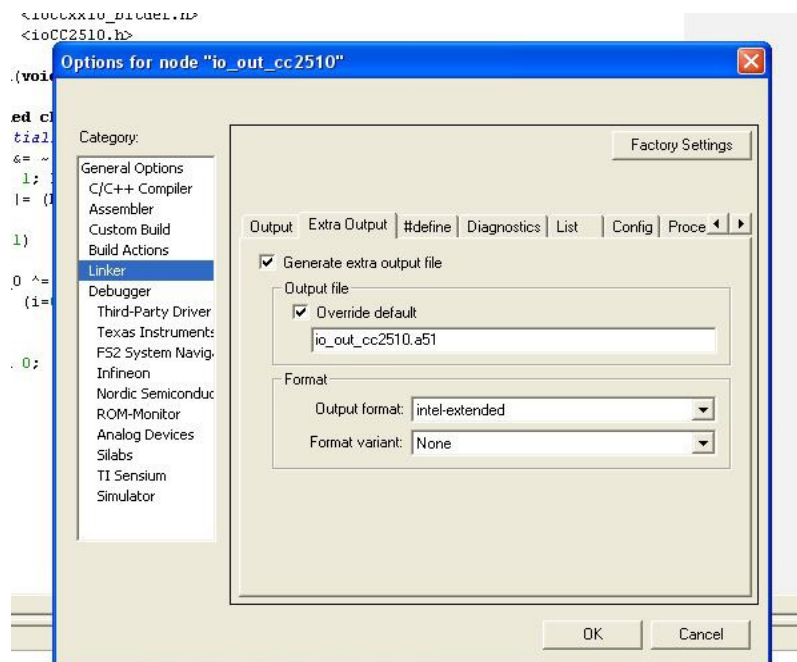 <ioCC2510.h>
Options for node "io_out_cc2510"
(void
ed cl
tial
&= ~
1;
|= (
1)
0 ^=
(i=
0;
Category:
General Options
C/C++ Compiler
Assembler
Custom Build
Build Actions
Linker
Debugger
Third-Party Driver
Texas Instruments
FS2 System Navig
Infineon
Nordic Semiconduc
ROM-Monitor
Analog Devices
Silabs
TI Sensium
Simulator
Factory Settings
Output Extra Output #define Diagnostics List Config Proce
Generate extra output file
Output file
Override default
io_out_cc2510.a51
Format
Output format: intel-extended
Format variant: None
OK Cancel